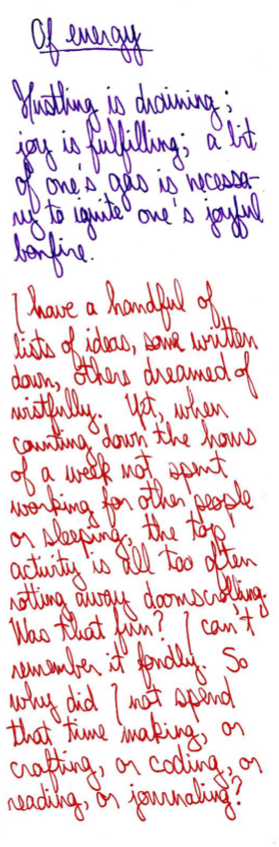 Of energy
Hustling is draining;
joy is fulfilling; a bit
of one's gas is necessa-
ry to ignite one's joyful
bonfire.
I have a handful of
lists of ideas, some written
down, others dreamed of
wistfully. Yet, when
counting down the hours
of a week not spent
working for other people
or sleeping, the top
activity is all too often
rotting away doomscrolling.
Was that fun? I can't
remember it fondly. So
why did I not spend
that time making, or
crafting, or coding, or
reading, or journaling?